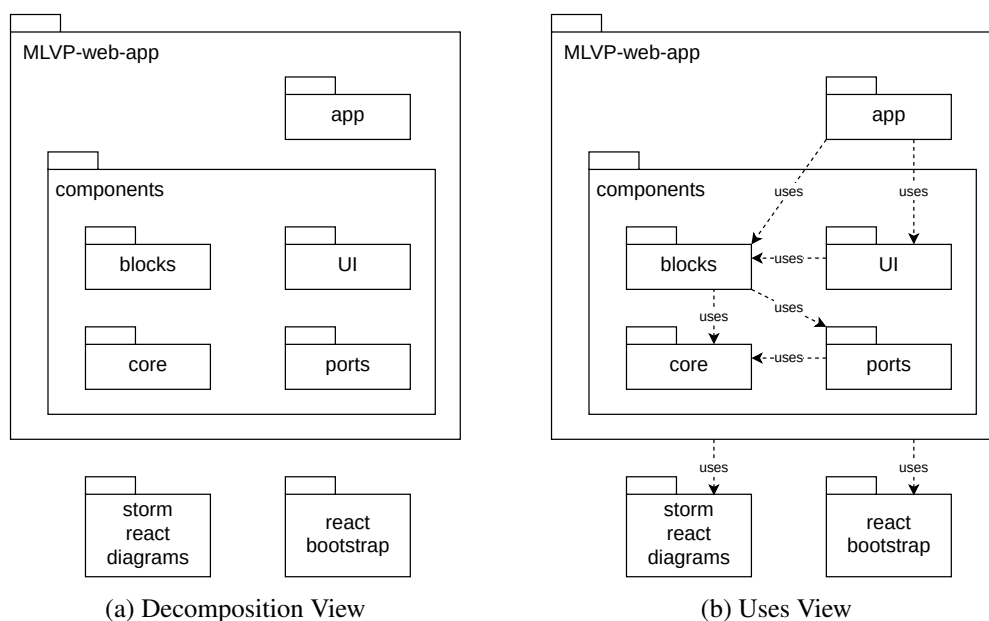 MLVP-web-app
app
components
blocks
UI
core
ports
storm
react
diagrams
react
bootstrap
(a) Decomposition View
MLVP-web-app
app
components
uses
uses
blocks
uses
UI
uses
uses
core
uses
ports
uses
uses
storm
react
diagrams
react
bootstrap
(b) Uses View